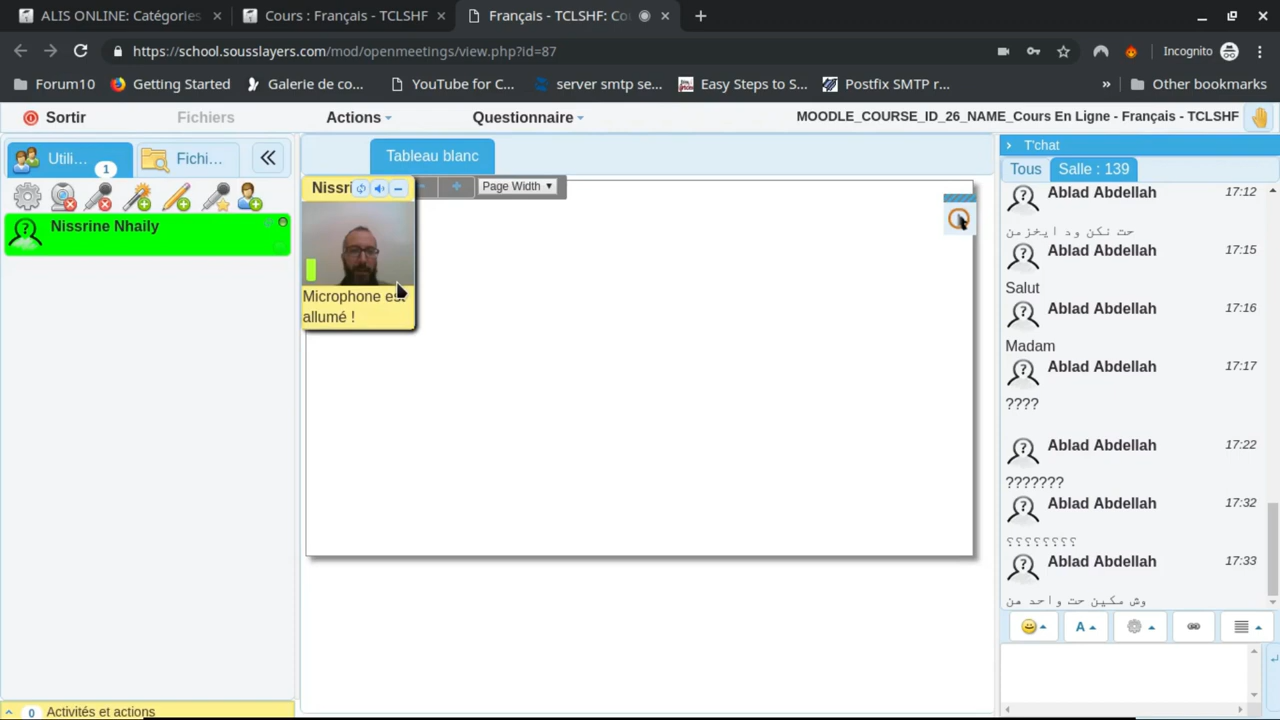 ALIS ONLINE: Catégories
Cours : Français - TCLSHF
Français - TCLSHF: Co
https://school.sousslayers.com/mod/openmeetings/view.php?id=87
Incognito
Forum10
Getting Started
Galerie de co...
YouTube for C...
server smtp se...
Easy Steps to S...
Postfix SMTP r...
»
Other bookmarks
Sortir
Fichiers
Actions
Questionnaire
MOODLE_COURSE_ID_26_NAME_Cours En Ligne - Français - TCLSHF
Utili...
1
Fichi...
Nissrine Nhaily
Tableau blanc
Page Width
Nissri
Microphone est
allumé !
T'chat
Tous
Salle : 139
Ablad Abdellah 17:12
حت نكن ود ايخزمن
Ablad Abdellah 17:15
Salut
Ablad Abdellah 17:16
Madam
Ablad Abdellah 17:17
????
Ablad Abdellah 17:22
???????
Ablad Abdellah 17:32
؟؟؟؟؟؟؟؟
Ablad Abdellah 17:33
وش مكين حت واحد هن
A
0 Activités et actions